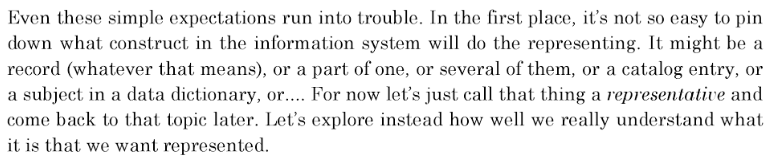 Even these simple expectations run into trouble. In the first place, it's not so easy to pin
down what construct in the information system will do the representing. It might be a
record (whatever that means), or a part of one, or several of them, or a catalog entry, or
a subject in a data dictionary, or.... For now let's just call that thing a representative and
come back to that topic later. Let's explore instead how well we really understand what
it is that we want represented.